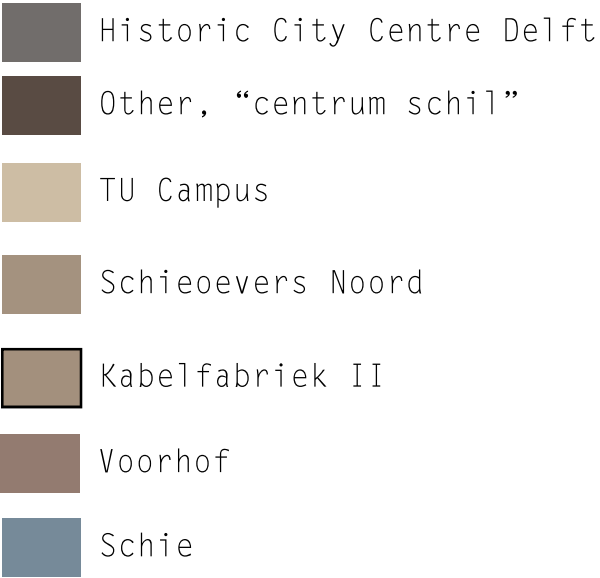 Historic City Centre Delft
Other, “centrum schil”
TU Campus
Schieoevers Noord
Kabelfabriek II
Voorhof
Schie